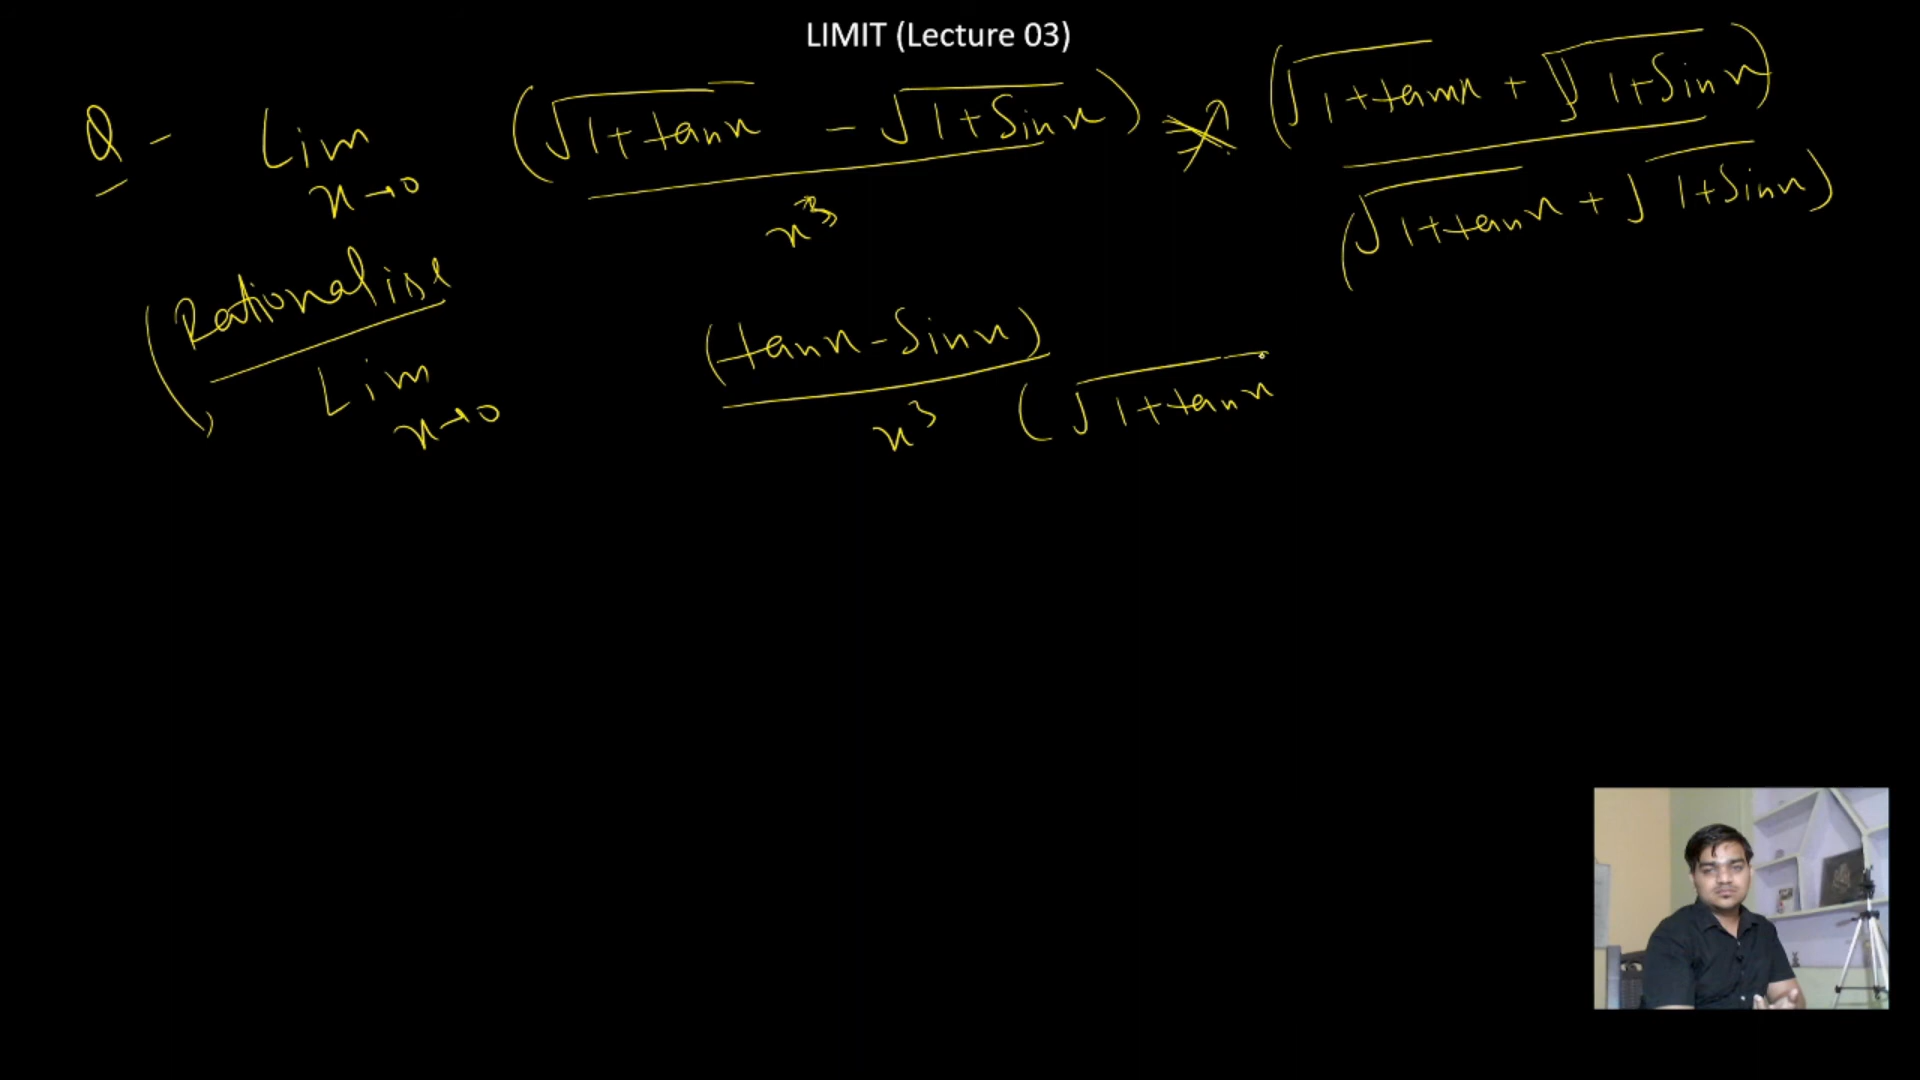 LIMIT (Lecture 03)
Q - Lim x→0 (√1+tanx - √1+Sinx) / x³ × (√1+tanx + √1+Sinx) / (√1+tanx + √1+Sinx)
(Rationalise
Lim x→0 (tanx-Sinx) / x³ (√1+tanx